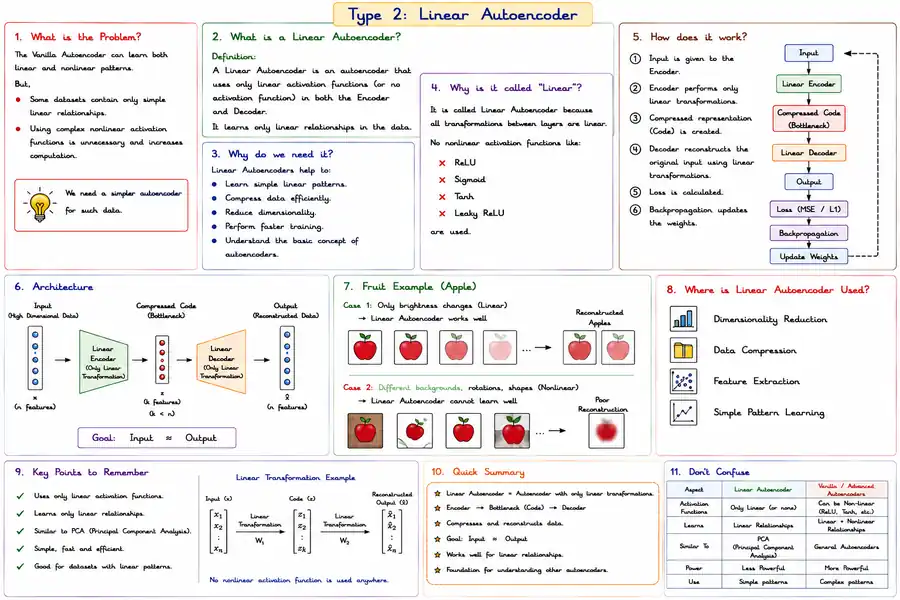 Type 2: Linear Autoencoder
1. What is the Problem?
The Vanilla Autoencoder can learn both
linear and nonlinear patterns.
But,
Some datasets contain only simple
linear relationships.
Using complex nonlinear activation
functions is unnecessary and increases
computation.
We need a simpler autoencoder
for such data.
2. What is a Linear Autoencoder?
Definition:
A Linear Autoencoder is an autoencoder that
uses only linear activation functions (or no
activation function) in both the Encoder
and Decoder.
It learns only linear relationships in the data.
3. Why do we need it?
Linear Autoencoders help to:
Learn simple linear patterns.
Compress data efficiently.
Reduce dimensionality.
Perform faster training.
Understand the basic concept of
autoencoders.
4. Why is it called "Linear"?
It is called Linear Autoencoder because
all transformations between layers are linear.
No nonlinear activation functions like:
✗ ReLU
✗ Sigmoid
✗ Tanh
✗ Leaky ReLU
are used.
5. How does it work?
1 Input is given to the
Encoder.
2 Encoder performs only
linear transformations.
3 Compressed representation
(Code) is created.
4 Decoder reconstructs the
original input using linear
transformations.
5 Loss is calculated.
6 Backpropagation updates
the weights.
Input
Linear Encoder
Compressed Code
(Bottleneck)
Linear Decoder
Output
Loss (MSE / L1)
Backpropagation
Update Weights
6. Architecture
Input
(High Dimensional Data)
x
(n features)
Linear
Encoder
(Only Linear
Transformation)
Compressed Code
(Bottleneck)
z
(k features)
(k < n)
Linear
Decoder
(Only Linear
Transformation)
Output
(Reconstructed Data)
x̂
(n features)
Goal: Input ≈ Output
7. Fruit Example (Apple)
Case 1: Only brightness changes (Linear)
→ Linear Autoencoder works well
...
Reconstructed
Apples
Case 2: Different backgrounds, rotations, shapes (Nonlinear)
→ Linear Autoencoder cannot learn well
...
Poor
Reconstruction
8. Where is Linear Autoencoder Used?
Dimensionality Reduction
Data Compression
Feature Extraction
Simple Pattern Learning
9. Key Points to Remember
✓ Uses only linear activation functions.
✓ Learns only linear relationships.
✓ Similar to PCA (Principal Component Analysis).
✓ Simple, fast and efficient.
✓ Good for datasets with linear patterns.
Linear Transformation Example
Input (x)
x1
x2
:
xn
Linear
Transformation
W1
Code (z)
z1
z2
:
zk
Linear
Transformation
W2
Reconstructed
Output (x̂)
x̂1
x̂2
:
x̂n
No nonlinear activation function is used anywhere.
10. Quick Summary
Linear Autoencoder = Autoencoder with only linear transformations.
Encoder → Bottleneck (Code) → Decoder
Compresses and reconstructs data.
Goal: Input ≈ Output
Works well for linear relationships.
Foundation for understanding other autoencoders.
11. Don't Confuse
Aspect Linear Autoencoder Vanilla / Advanced
Autoencoders
Activation
Functions Only Linear (or none) Can be Non-linear
(ReLU, Tanh, etc.)
Learns Linear Relationships Linear + Nonlinear
Relationships
Similar To PCA
(Principal Component
Analysis) General Autoencoders
Power Less Powerful More Powerful
Use Simple patterns Complex patterns